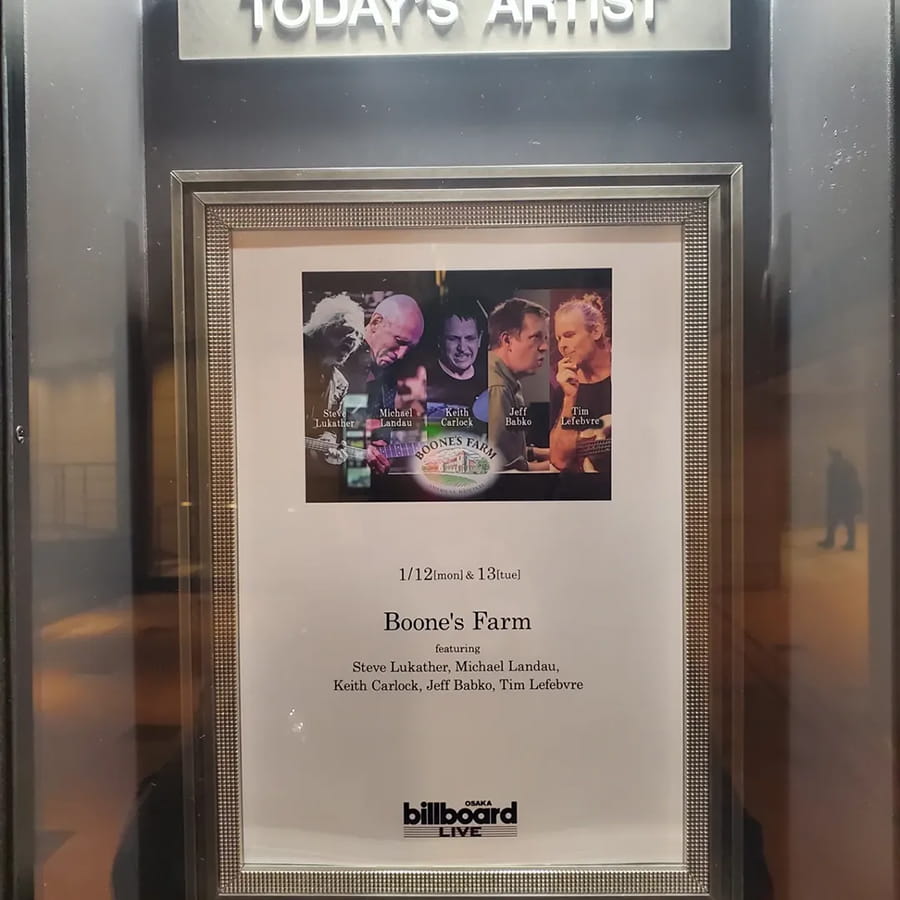 TODAY'S ARTIST
Steve Lukather
Michael Landau
Keith Carlock
Jeff Babko
Tim Lefebvre
BOONE'S FARM
1/12[mon] & 13[tue]
Boone's Farm
featuring
Steve Lukather, Michael Landau,
Keith Carlock, Jeff Babko, Tim Lefebvre
OSAKA
billboard
LIVE